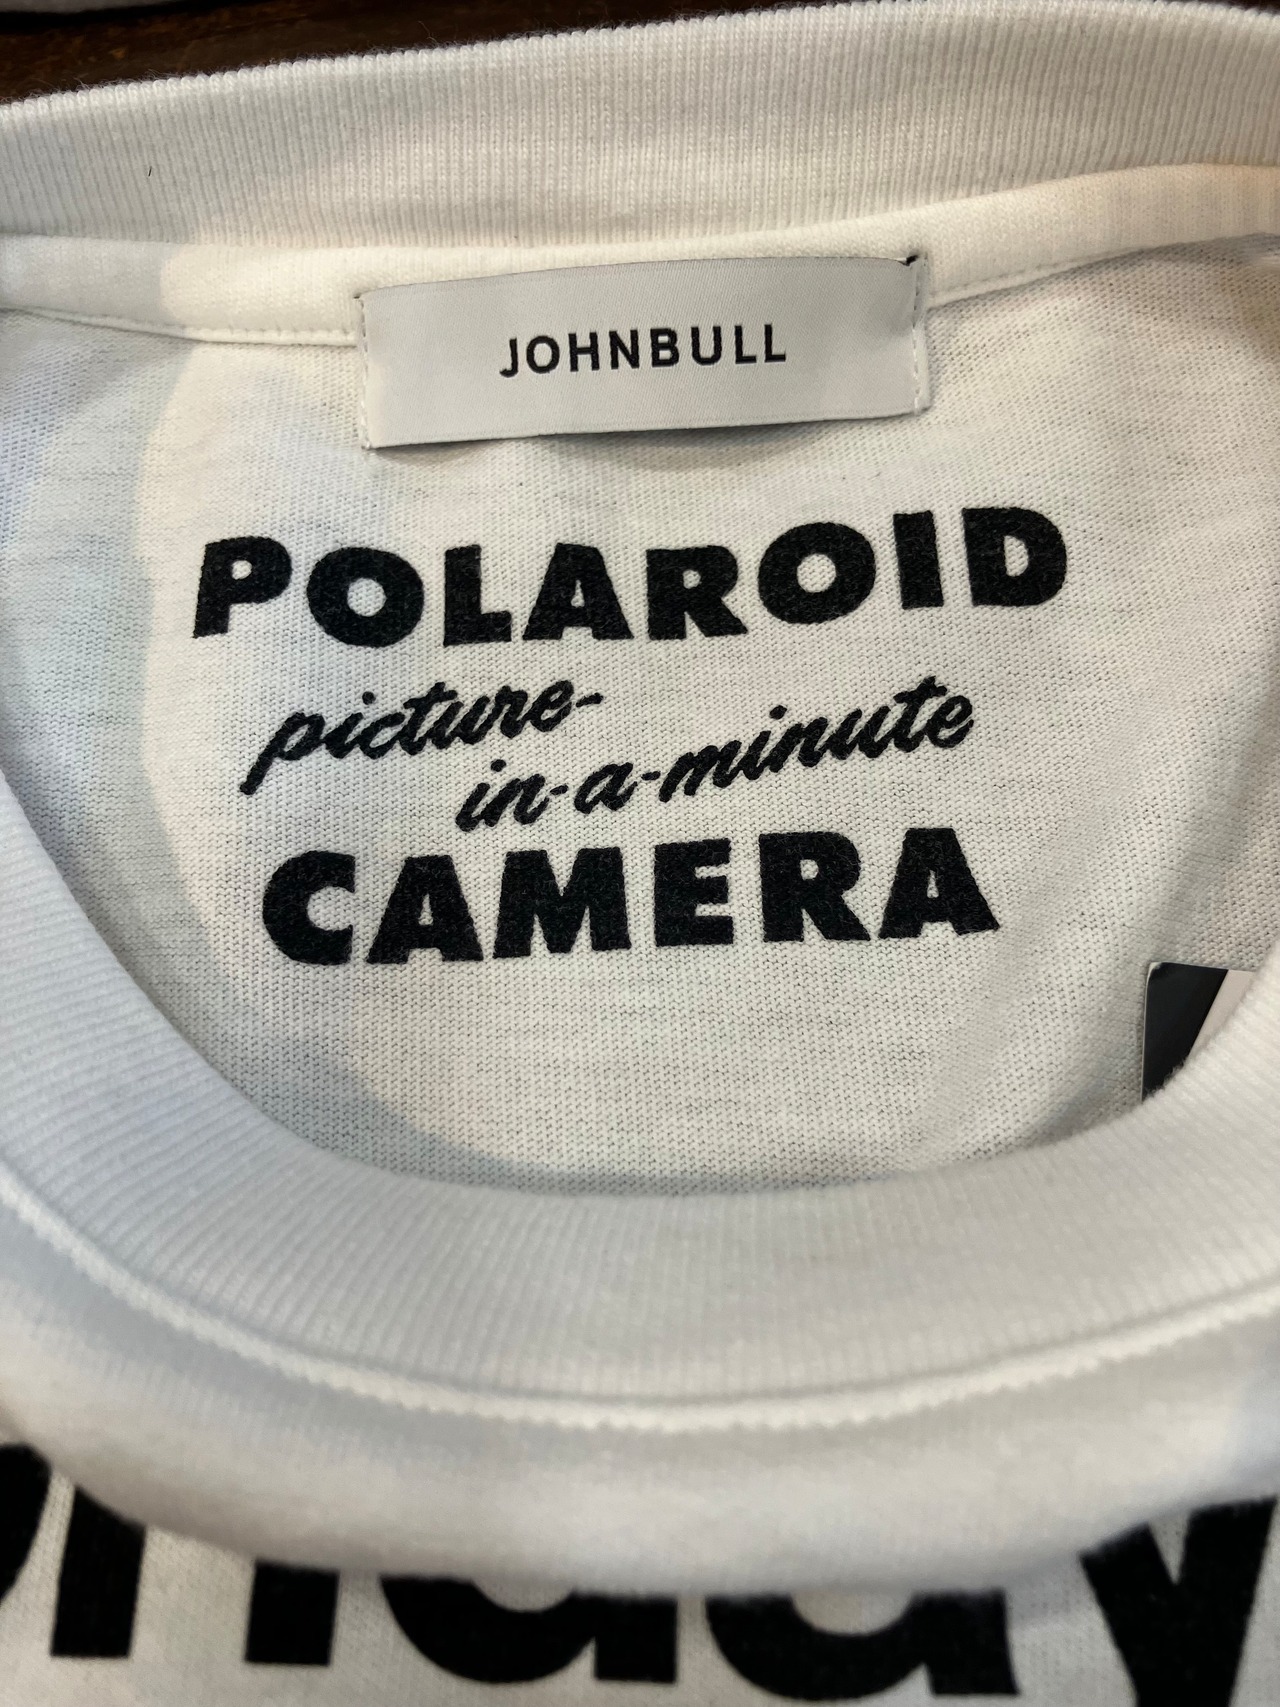 JOHNBULL
POLAROID
picture-
in-a-minute
CAMERA